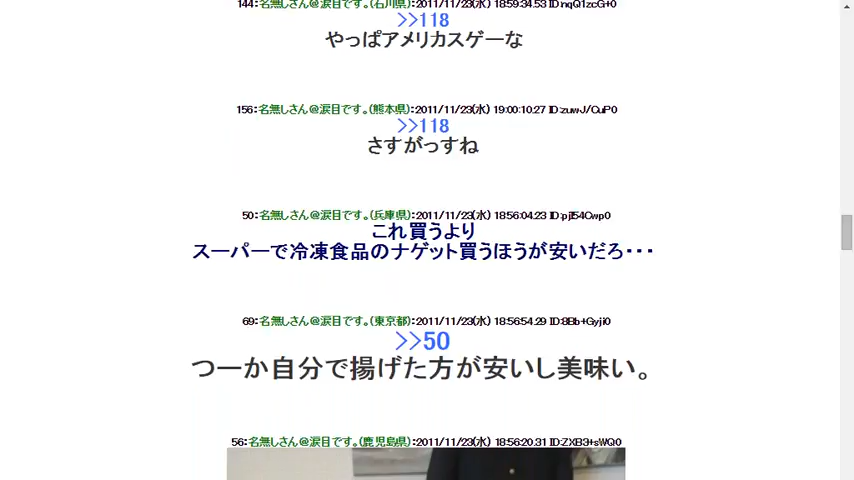 144：名無しさん＠涙目です。(石川県)：2011/11/23(水) 18:59:34.53 ID:nqQ1zcG+0
>>118
やっぱアメリカスゲーな
156：名無しさん＠涙目です。(熊本県)：2011/11/23(水) 19:00:10.27 ID:zuwJ/CuP0
>>118
さすがっすね
50：名無しさん＠涙目です。(兵庫県)：2011/11/23(水) 18:56:04.23 ID:pjl54Cwp0
これ買うより
スーパーで冷凍食品のナゲット買うほうが安いだろ・・・
69：名無しさん＠涙目です。(東京都)：2011/11/23(水) 18:56:54.29 ID:8Bb+Gyji0
>>50
つーか自分で揚げた方が安いし美味い。
56：名無しさん＠涙目です。(鹿児島県)：2011/11/23(水) 18:56:20.31 ID:ZXB3+sWQ0